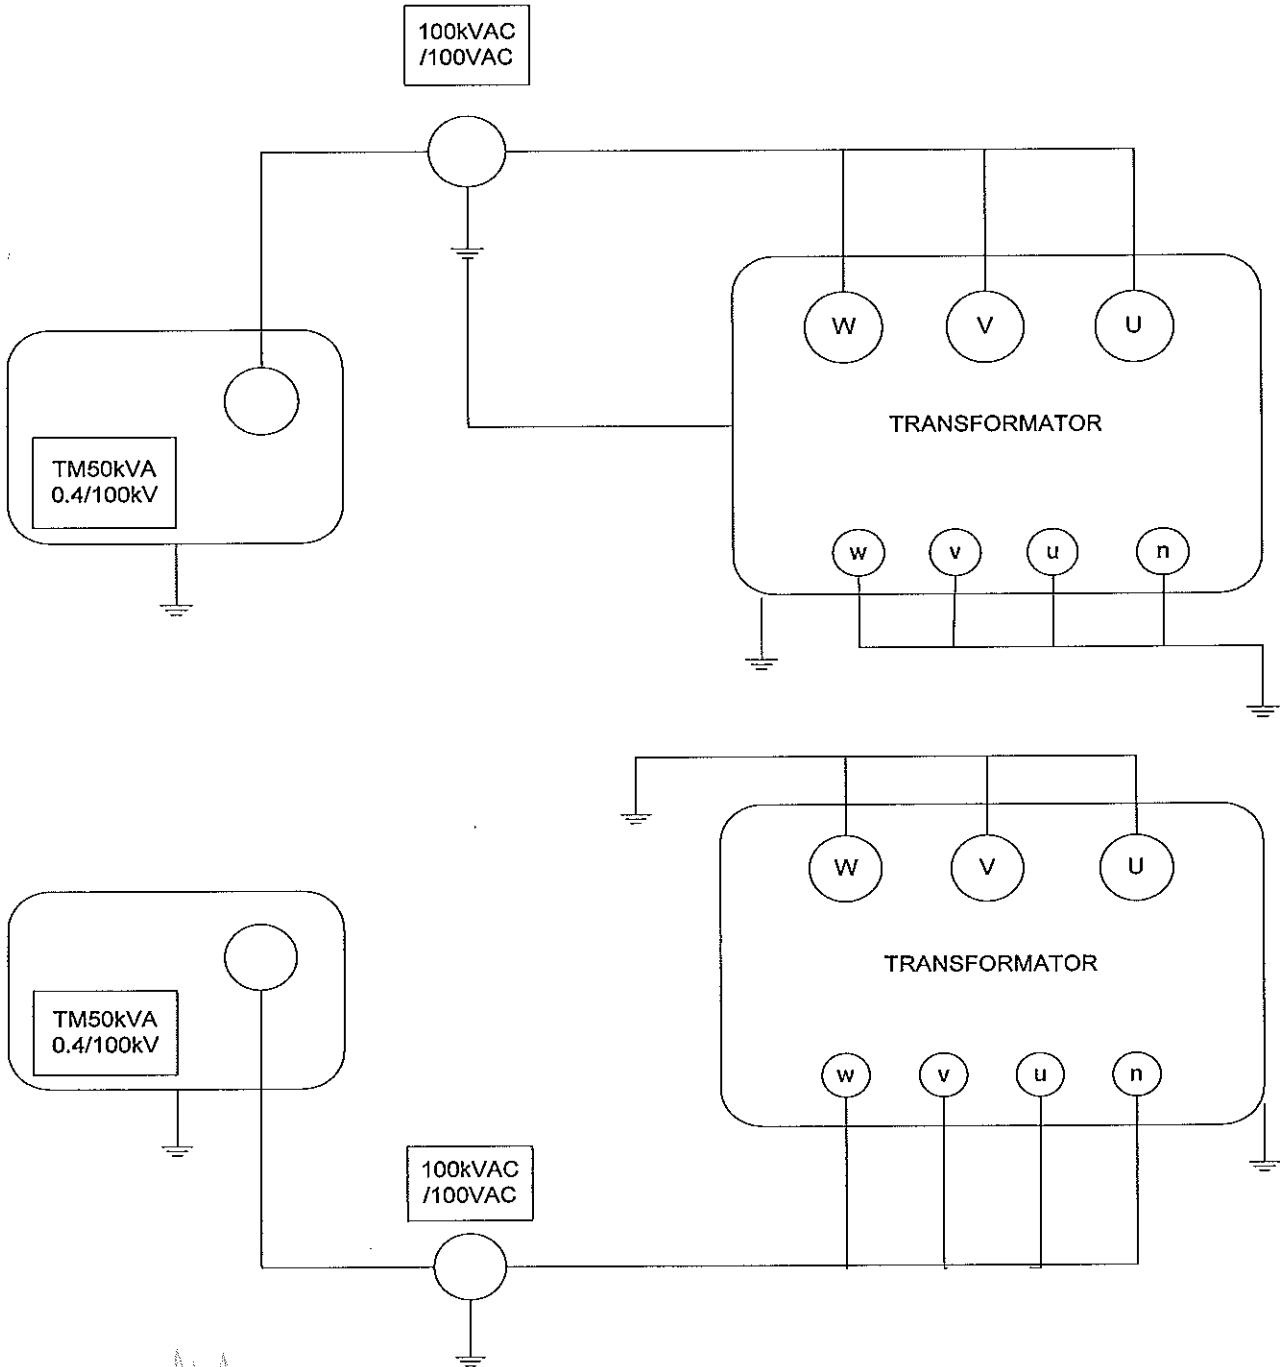 100kVAC
/100VAC
W V U
TRANSFORMATOR
TM50kVA
0.4/100kV
w v u n
W V U
TRANSFORMATOR
TM50kVA
0.4/100kV
w v u n
100kVAC
/100VAC